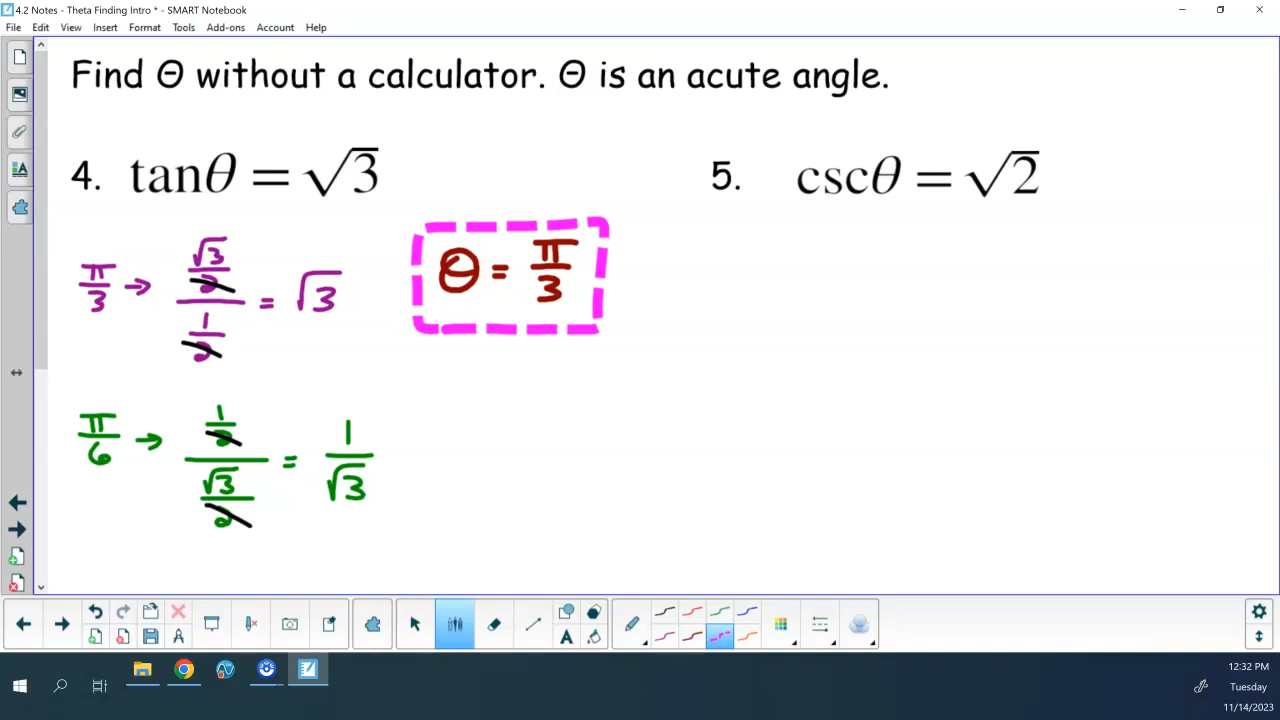 4.2 Notes - Theta Finding Intro * - SMART Notebook
File Edit View Insert Format Tools Add-ons Account Help
Find Θ without a calculator. Θ is an acute angle.
4. tanθ = √3
5. cscθ = √2
π/3 → (√3/2)/(1/2) = √3
Θ = π/3
π/6 → (1/2)/(√3/2) = 1/√3
12:32 PM
Tuesday
11/14/2023